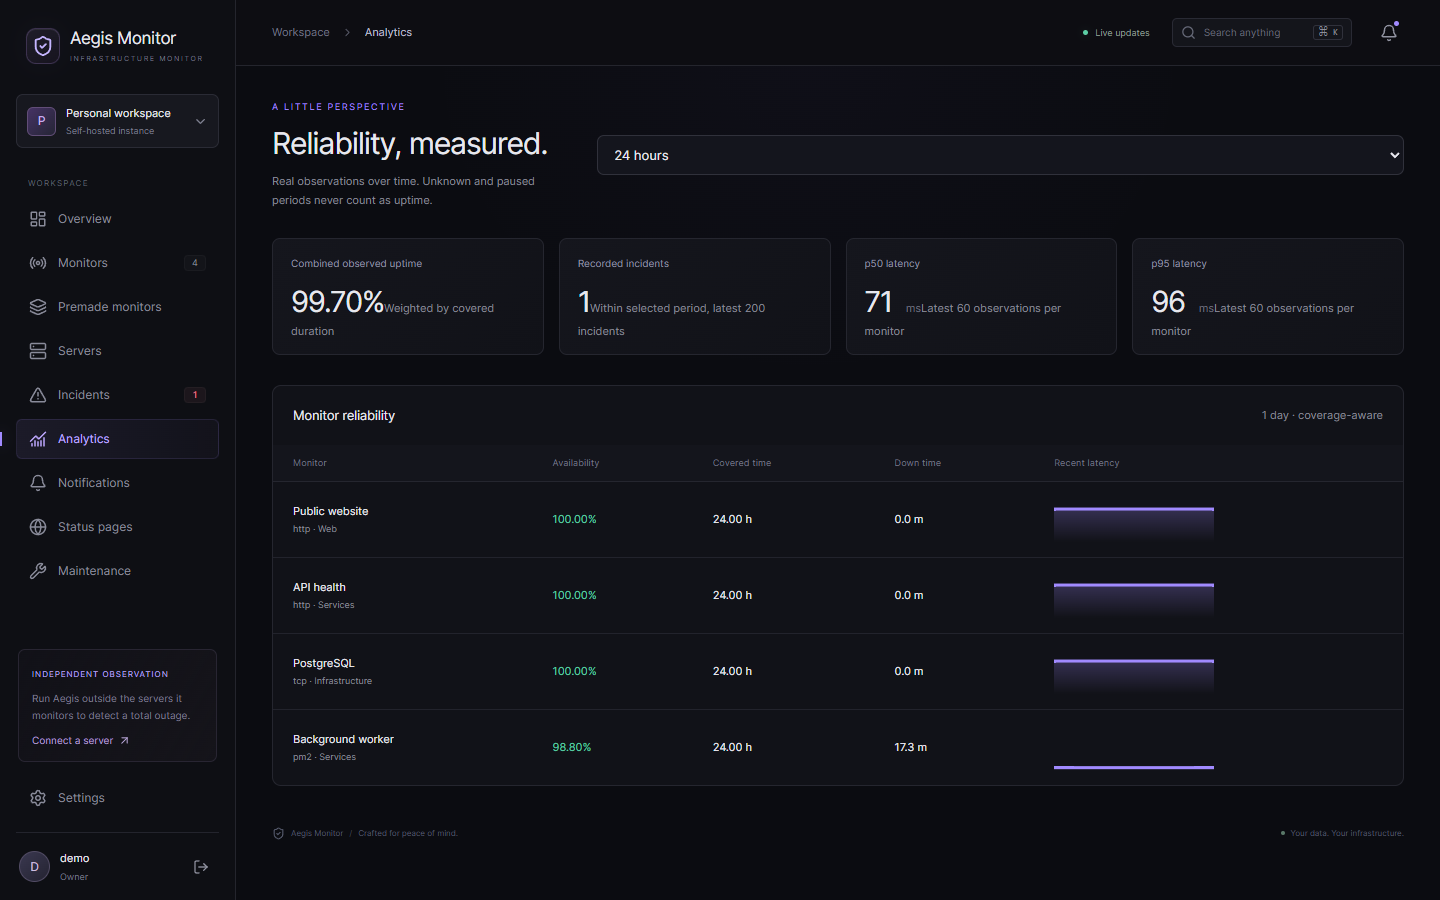 Aegis Monitor
INFRASTRUCTURE MONITOR
P
Personal workspace
Self-hosted instance
WORKSPACE
Overview
Monitors 4
Premade monitors
Servers
Incidents 1
Analytics
Notifications
Status pages
Maintenance
INDEPENDENT OBSERVATION
Run Aegis outside the servers it
monitors to detect a total outage.
Connect a server
Settings
D
demo
Owner
Workspace > Analytics
Live updates
Search anything ⌘ K
A LITTLE PERSPECTIVE
Reliability, measured.
Real observations over time. Unknown and paused
periods never count as uptime.
24 hours
Combined observed uptime
99.70%Weighted by covered
duration
Recorded incidents
1Within selected period, latest 200
incidents
p50 latency
71 msLatest 60 observations per
monitor
p95 latency
96 msLatest 60 observations per
monitor
Monitor reliability
1 day · coverage-aware
Monitor Availability Covered time Down time Recent latency
Public website
http · Web
100.00% 24.00 h 0.0 m
API health
http · Services
100.00% 24.00 h 0.0 m
PostgreSQL
tcp · Infrastructure
100.00% 24.00 h 0.0 m
Background worker
pm2 · Services
98.80% 24.00 h 17.3 m
Aegis Monitor / Crafted for peace of mind.
Your data. Your infrastructure.